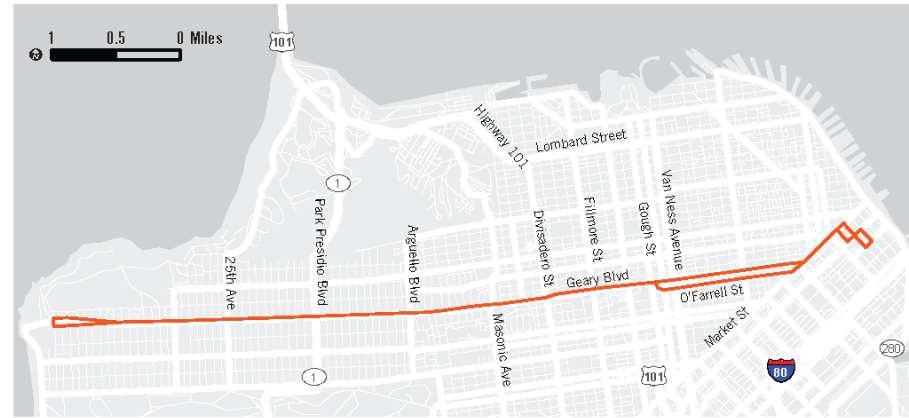 1 0.5 0 Miles
101
Highway 101
Lombard Street
1
Park Presidio Blvd
25th Ave
Arguello Blvd
Divisadero St
Fillmore St
Gough St
Van Ness Avenue
Geary Blvd
O'Farrell St
Market St
Masonic Ave
1
101
80
280